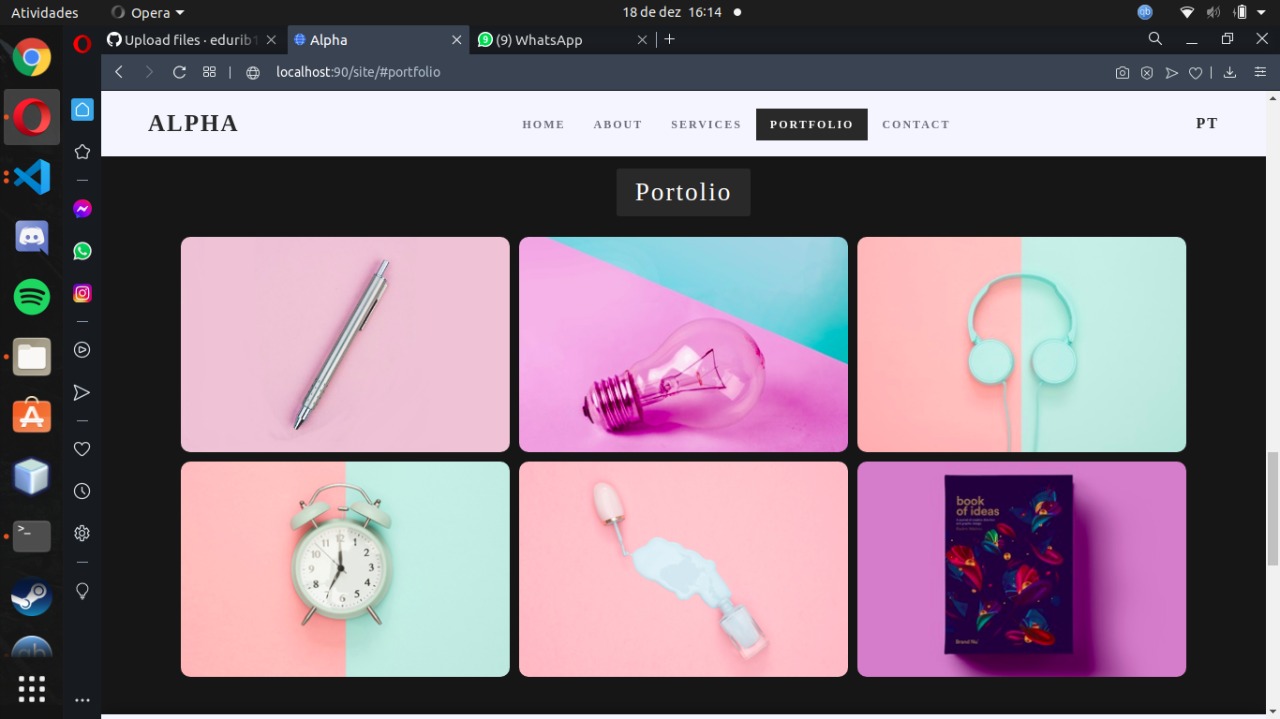 Atividades
Opera
18 de dez 16:14
Upload files · edurib1
Alpha
(9) WhatsApp
localhost:90/site/#portfolio
ALPHA
HOME
ABOUT
SERVICES
PORTFOLIO
CONTACT
PT
Portolio
12
1
2
3
4
5
6
7
8
9
10
11
book
of ideas
Brand Nu